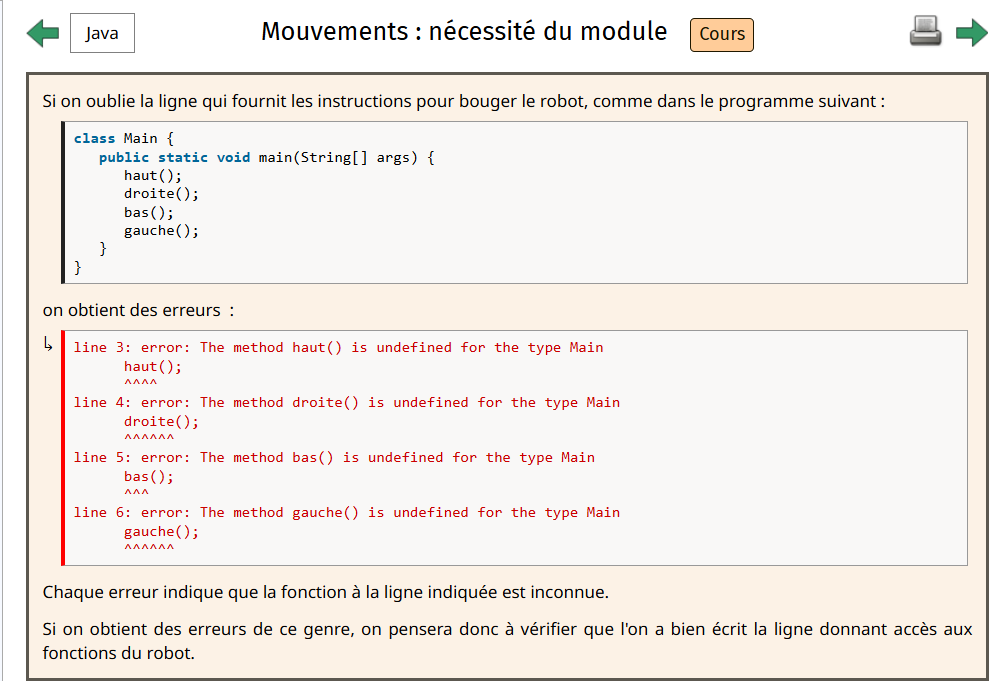 Java
Mouvements : nécessité du module
Cours
Si on oublie la ligne qui fournit les instructions pour bouger le robot, comme dans le programme suivant :
class Main {
   public static void main(String[] args) {
      haut();
      droite();
      bas();
      gauche();
   }
}
on obtient des erreurs :
↳
line 3: error: The method haut() is undefined for the type Main
      haut();
      ^^^^
line 4: error: The method droite() is undefined for the type Main
      droite();
      ^^^^^^
line 5: error: The method bas() is undefined for the type Main
      bas();
      ^^^
line 6: error: The method gauche() is undefined for the type Main
      gauche();
      ^^^^^^
Chaque erreur indique que la fonction à la ligne indiquée est inconnue.
Si on obtient des erreurs de ce genre, on pensera donc à vérifier que l'on a bien écrit la ligne donnant accès aux
fonctions du robot.